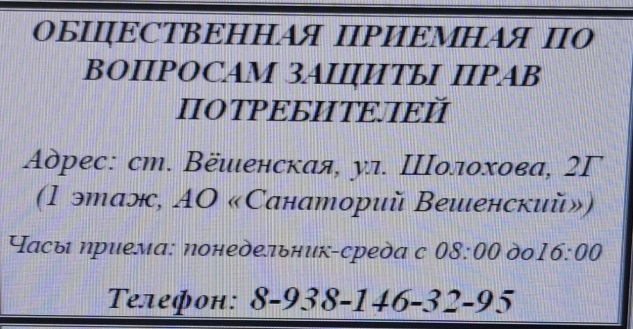 ОБЩЕСТВЕННАЯ ПРИЕМНАЯ ПО
ВОПРОСАМ ЗАЩИТЫ ПРАВ
ПОТРЕБИТЕЛЕЙ
Адрес: ст. Вёшенская, ул. Шолохова, 2Г
(1 этаж, АО «Санаторий Вешенский»)
Часы приема: понедельник-среда с 08:00 до16:00
Телефон: 8-938-146-32-95